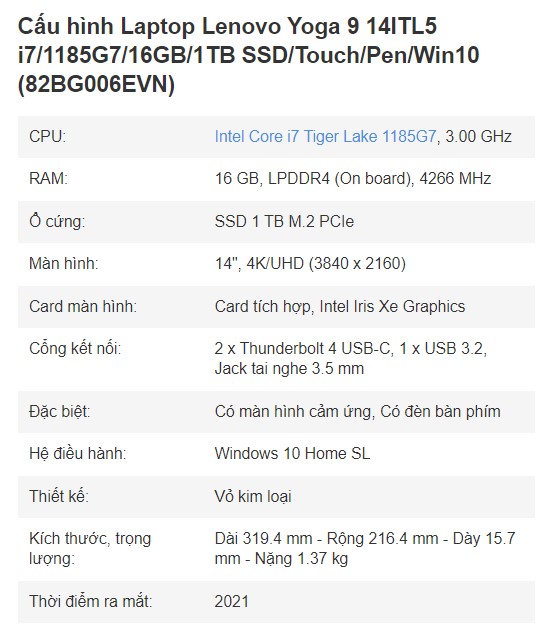 Cấu hình Laptop Lenovo Yoga 9 14ITL5
i7/1185G7/16GB/1TB SSD/Touch/Pen/Win10
(82BG006EVN)
CPU: Intel Core i7 Tiger Lake 1185G7, 3.00 GHz
RAM: 16 GB, LPDDR4 (On board), 4266 MHz
Ổ cứng: SSD 1 TB M.2 PCIe
Màn hình: 14", 4K/UHD (3840 x 2160)
Card màn hình: Card tích hợp, Intel Iris Xe Graphics
Cổng kết nối: 2 x Thunderbolt 4 USB-C, 1 x USB 3.2,
Jack tai nghe 3.5 mm
Đặc biệt: Có màn hình cảm ứng, Có đèn bàn phím
Hệ điều hành: Windows 10 Home SL
Thiết kế: Vỏ kim loại
Kích thước, trọng lượng: Dài 319.4 mm - Rộng 216.4 mm - Dày 15.7
mm - Nặng 1.37 kg
Thời điểm ra mắt: 2021